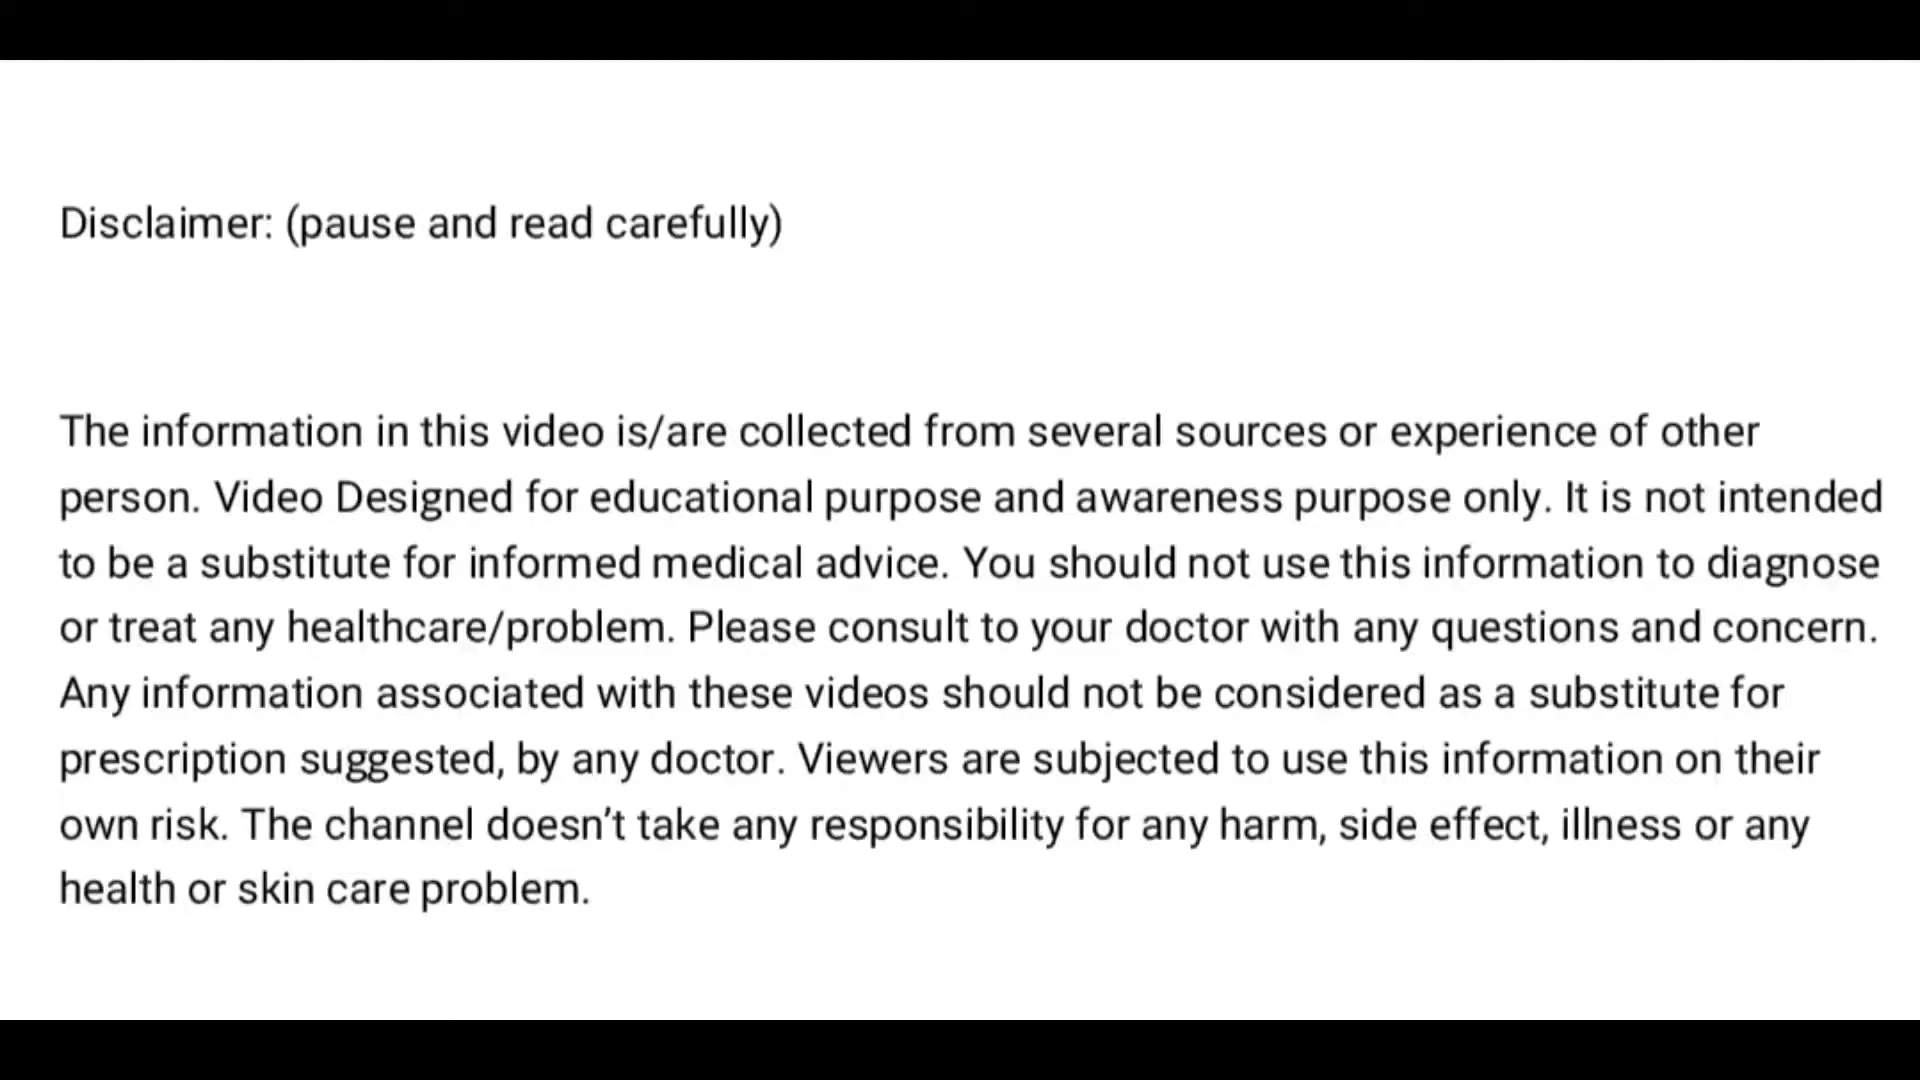 Disclaimer: (pause and read carefully)
The information in this video is/are collected from several sources or experience of other
person. Video Designed for educational purpose and awareness purpose only. It is not intended
to be a substitute for informed medical advice. You should not use this information to diagnose
or treat any healthcare/problem. Please consult to your doctor with any questions and concern.
Any information associated with these videos should not be considered as a substitute for
prescription suggested, by any doctor. Viewers are subjected to use this information on their
own risk. The channel doesn’t take any responsibility for any harm, side effect, illness or any
health or skin care problem.